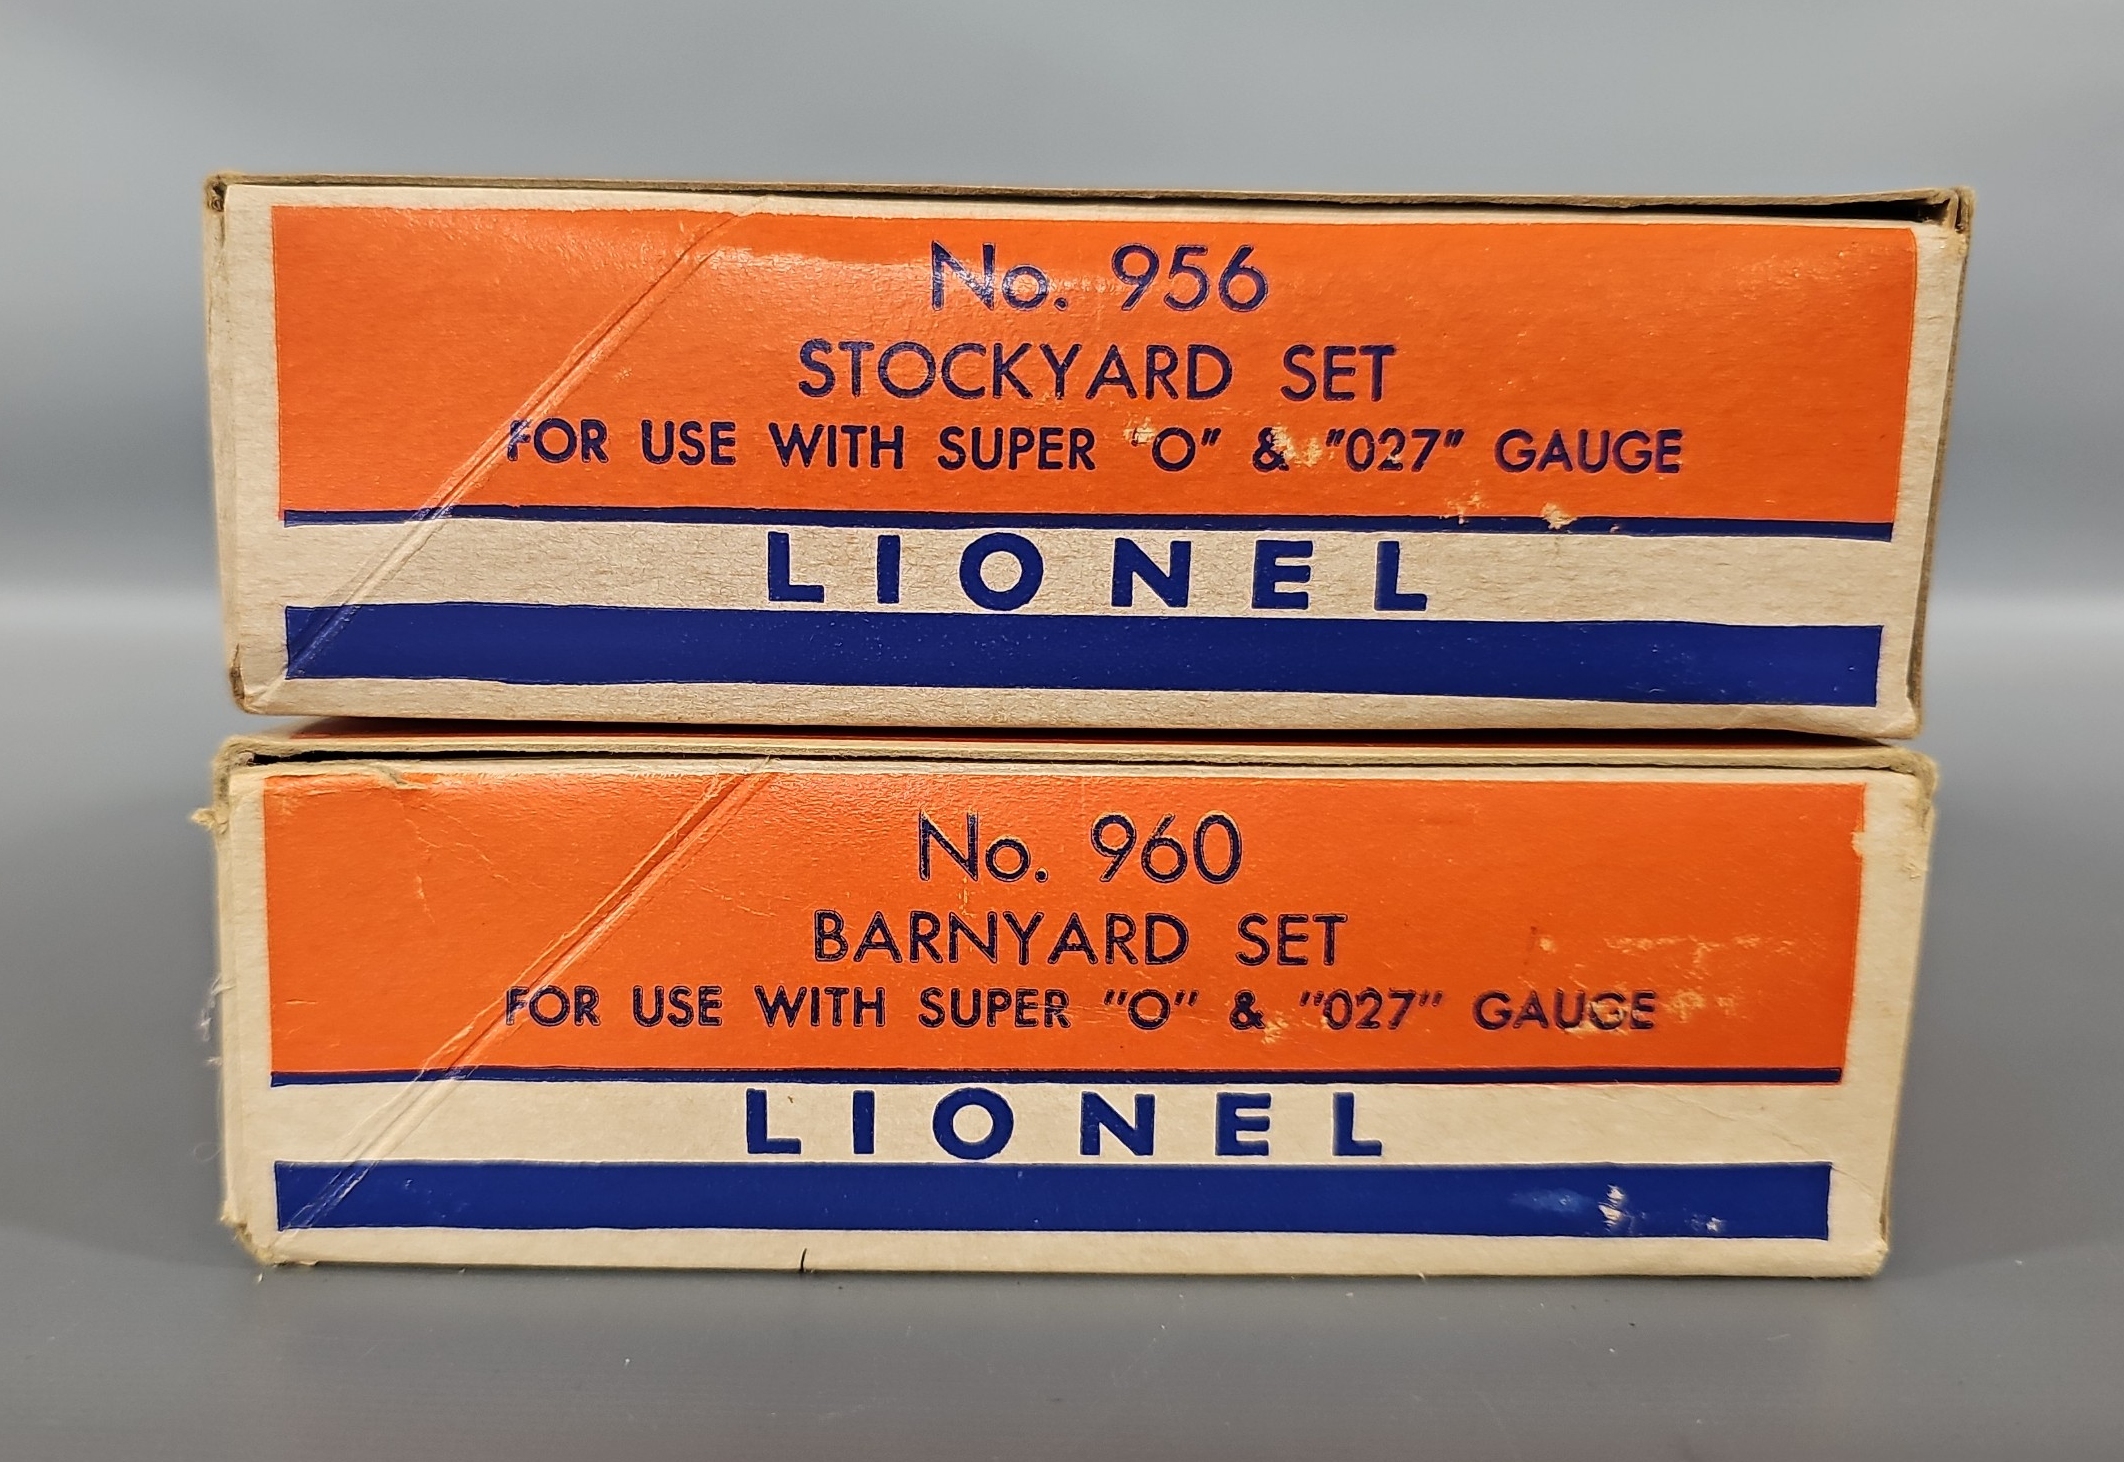 No. 956
STOCKYARD SET
FOR USE WITH SUPER "O" & "027" GAUGE
LIONEL
No. 960
BARNYARD SET
FOR USE WITH SUPER "O" & "027" GAUGE
LIONEL